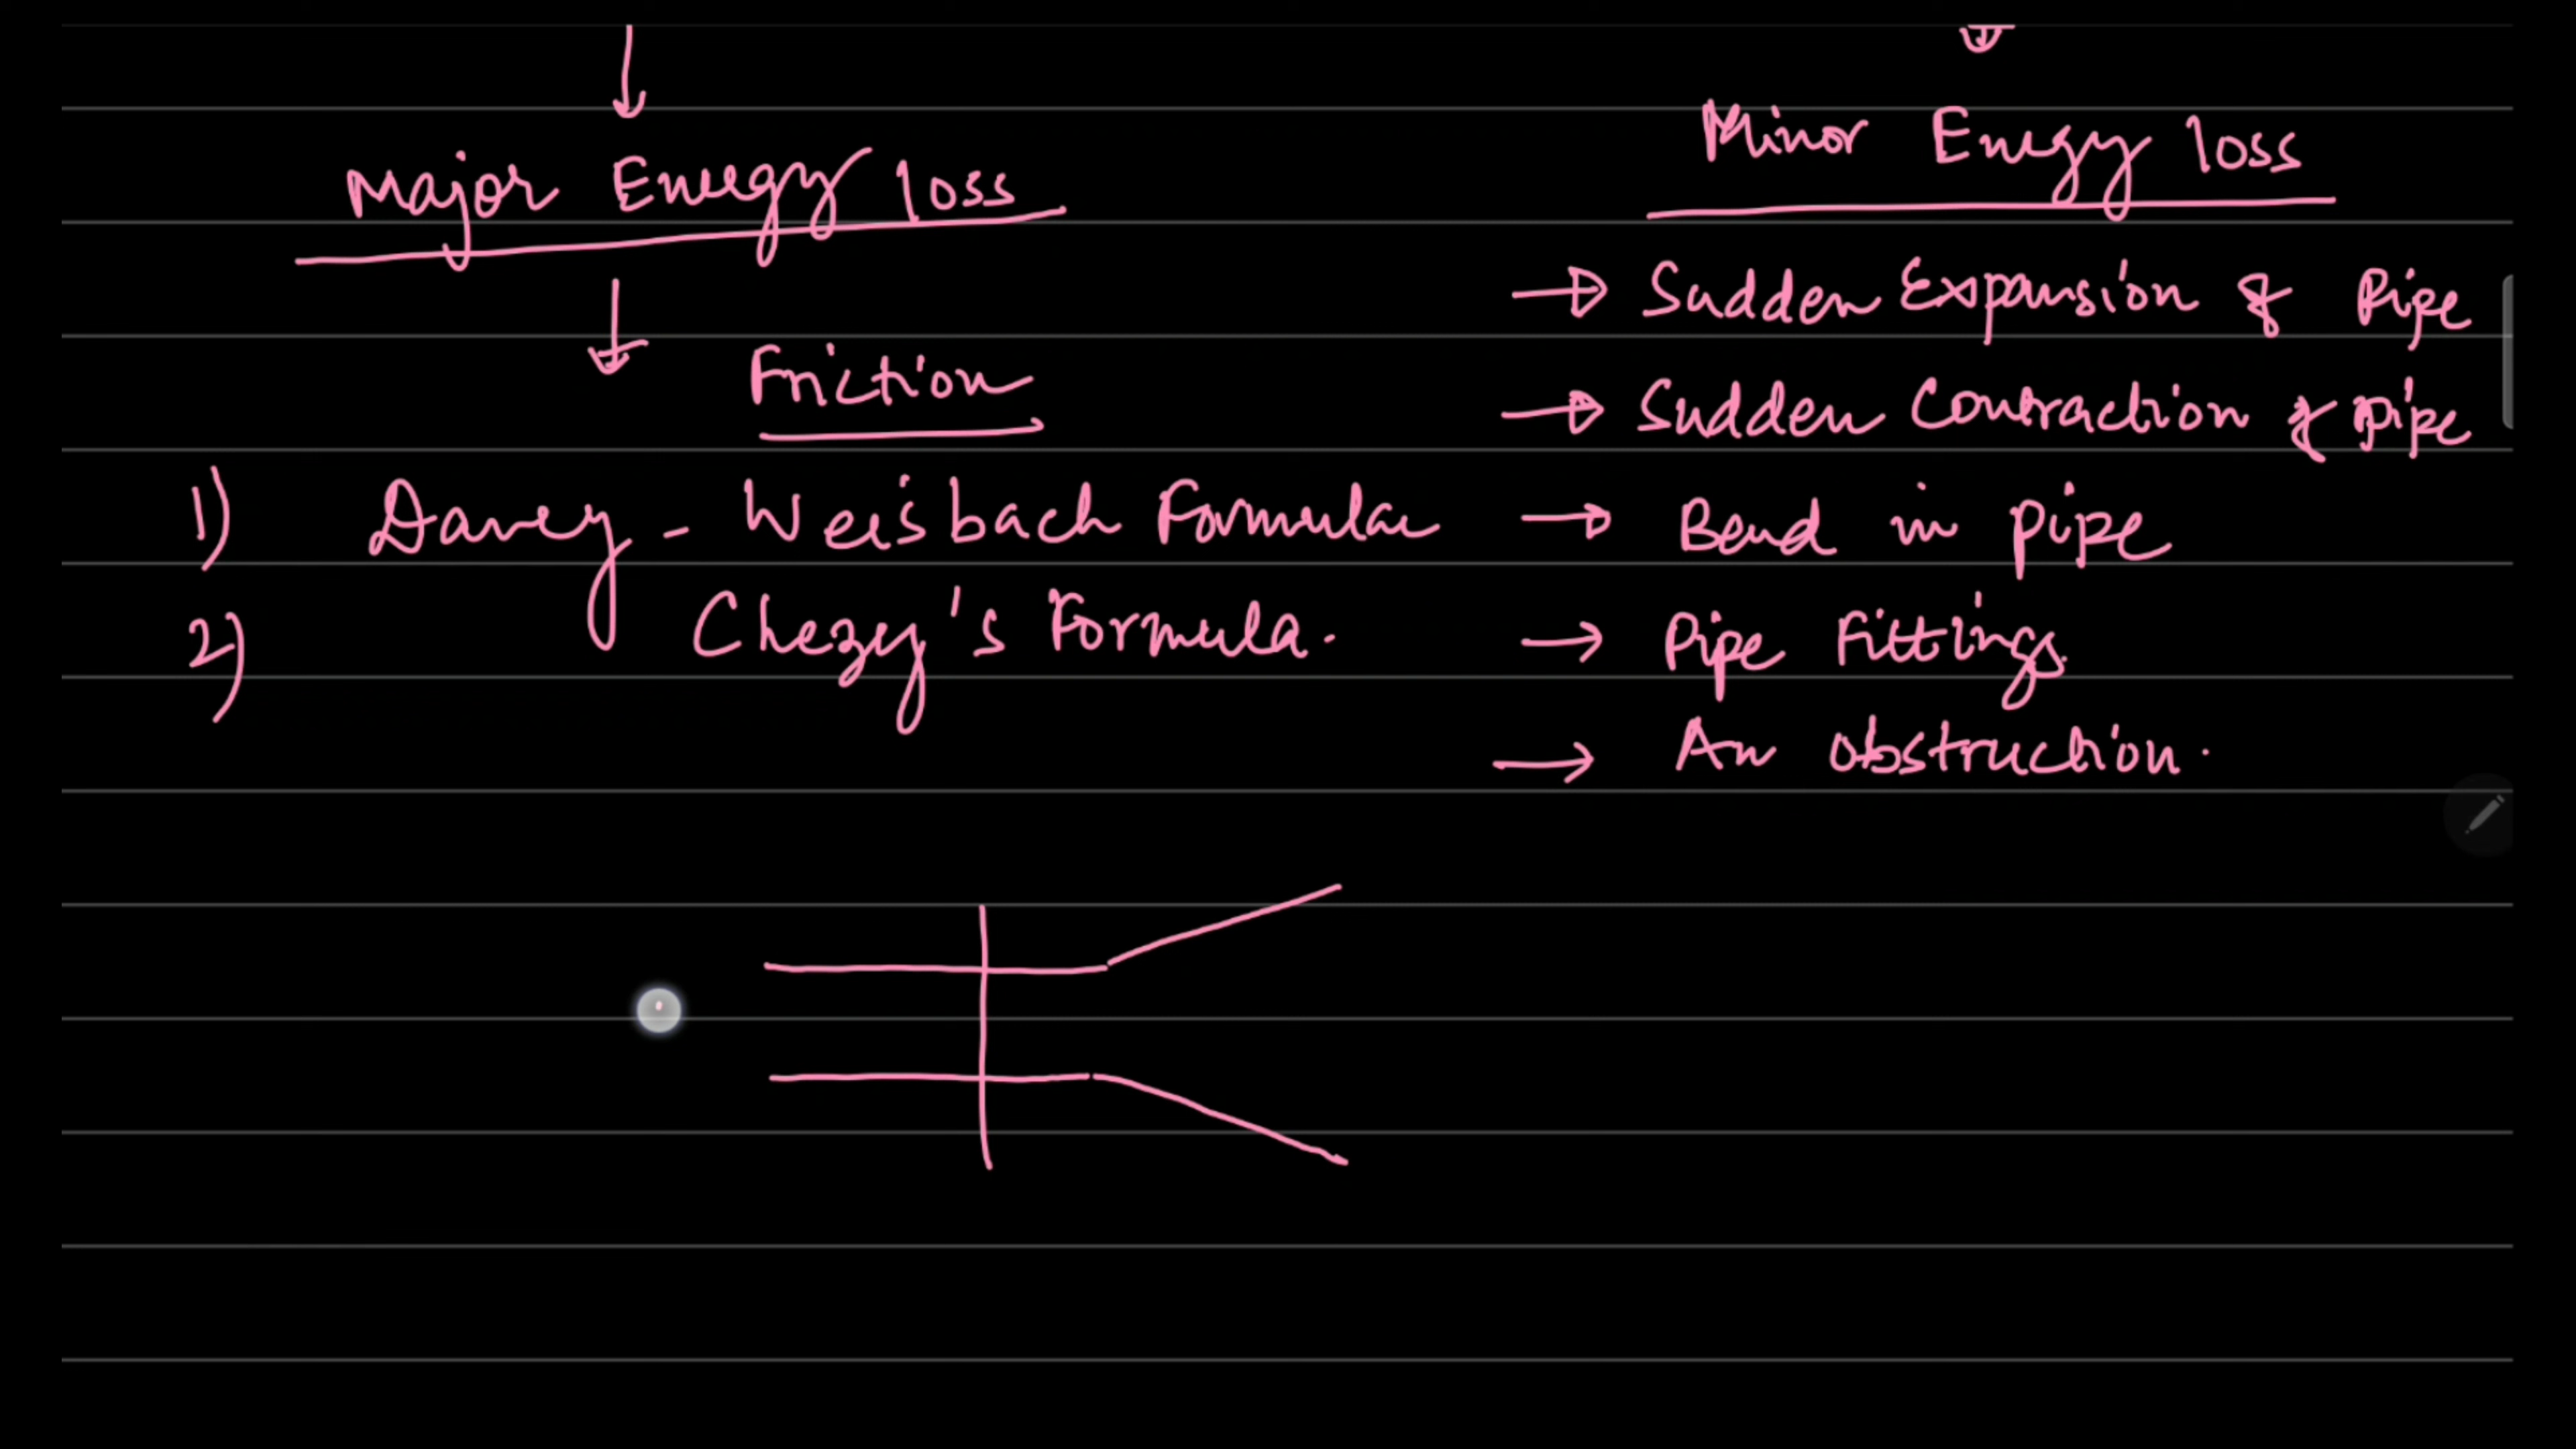 Major Energy loss
Friction
1) Darcy - Weisbach Formulae
2) Chezy's Formula.
Minor Energy loss
→ Sudden Expansion of Pipe
→ Sudden Contraction of pipe
→ Bend in pipe
→ Pipe Fittings.
→ An obstruction.